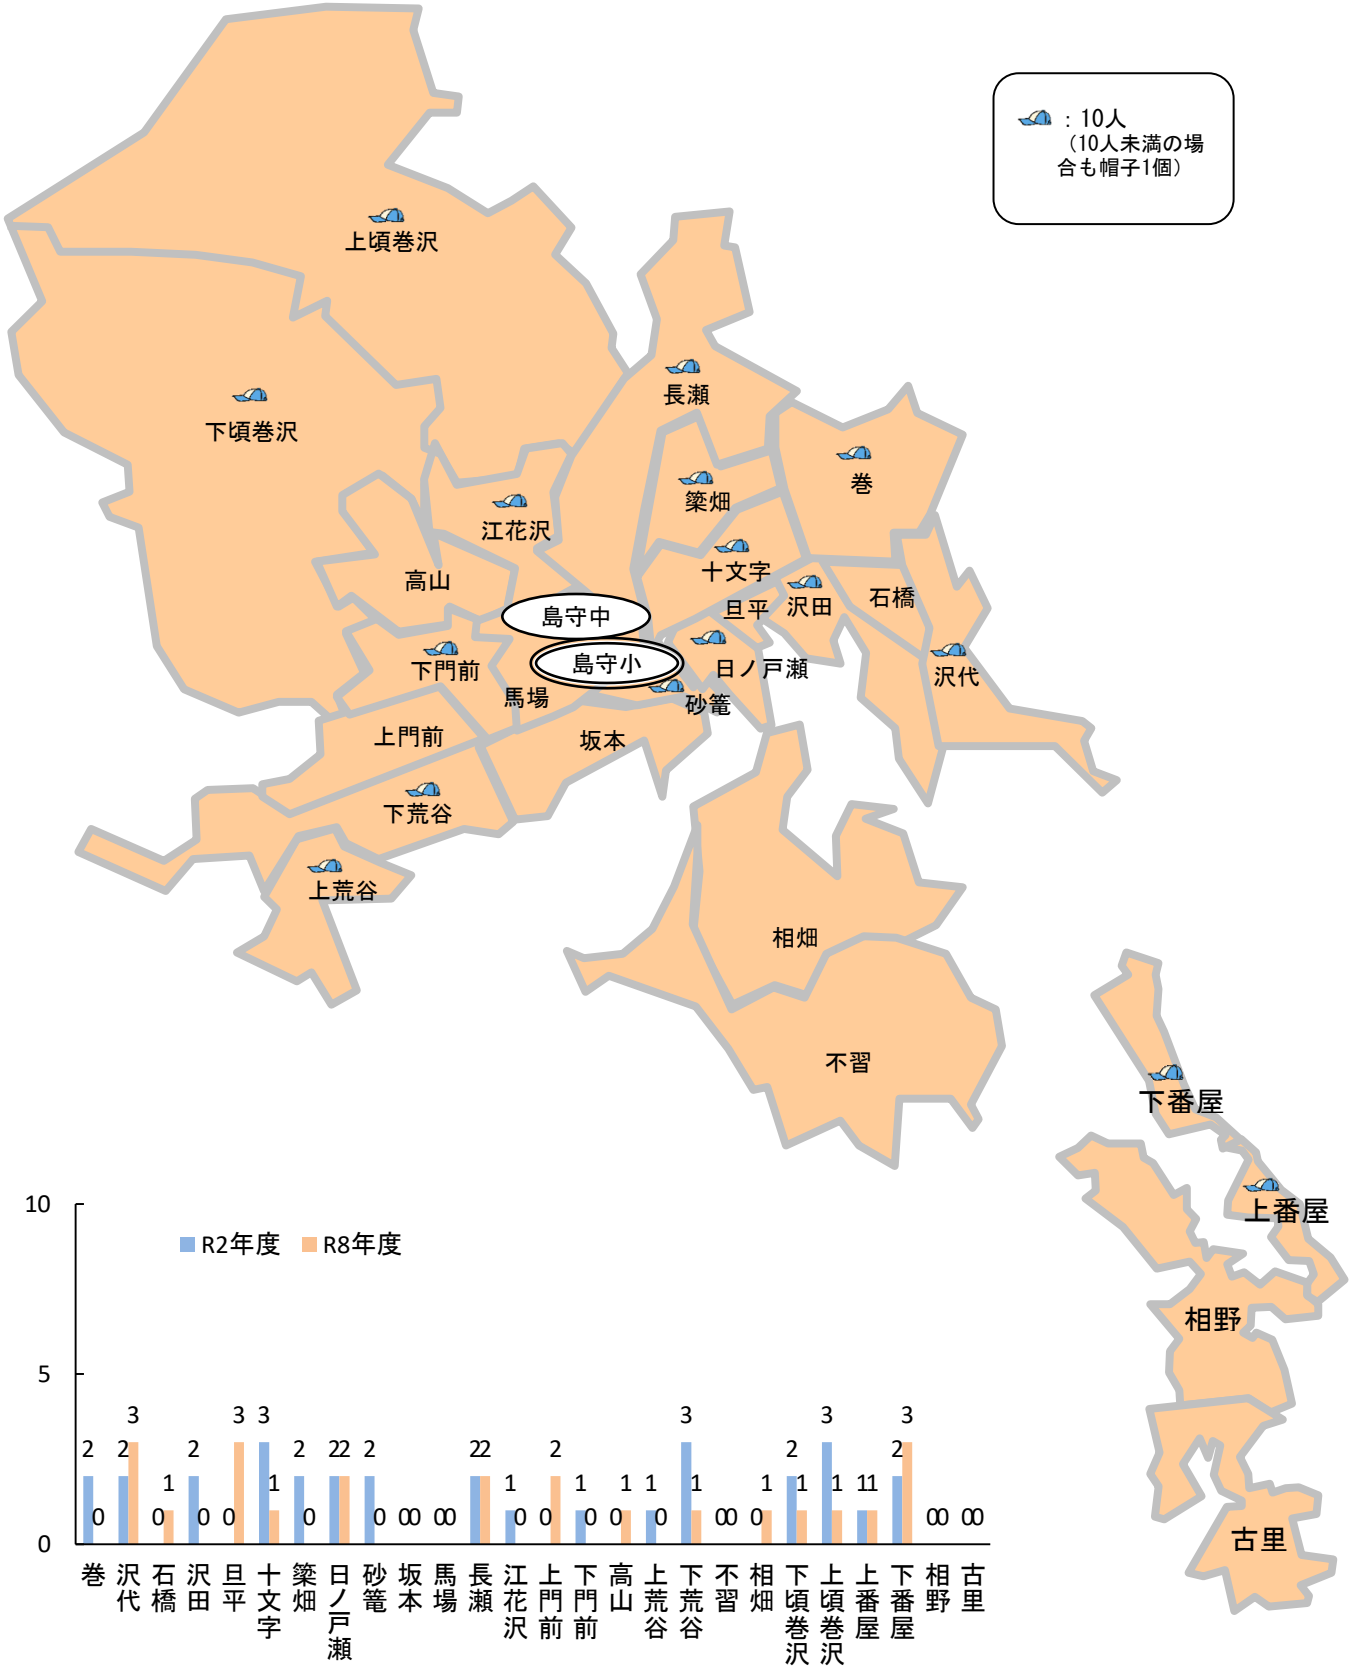 ：10人
（10人未満の場
合も帽子1個）
上頃巻沢
長瀬
下頃巻沢
巻
簗畑
江花沢
十文字
高山
旦平
沢田
石橋
島守中
島守小
下門前
日ノ戸瀬
沢代
馬場
砂篭
上門前
坂本
下荒谷
上荒谷
相畑
不習
下番屋
上番屋
相野
古里
10
5
0
R2年度
R8年度
2 0
2 3
0 1
2 0
0 3
3 1
2 0
2 2
2 0
0 0
0 0
2 2
1 0
0 2
1 0
0 1
1 0
3 1
0 0
0 1
2 1
3 1
1 1
2 3
0 0
0 0
巻
沢代
石橋
沢田
旦平
十文字
簗畑
日ノ戸瀬
砂篭
坂本
馬場
長瀬
江花沢
上門前
下門前
高山
上荒谷
下荒谷
不習
相畑
下頃巻沢
上頃巻沢
上番屋
下番屋
相野
古里